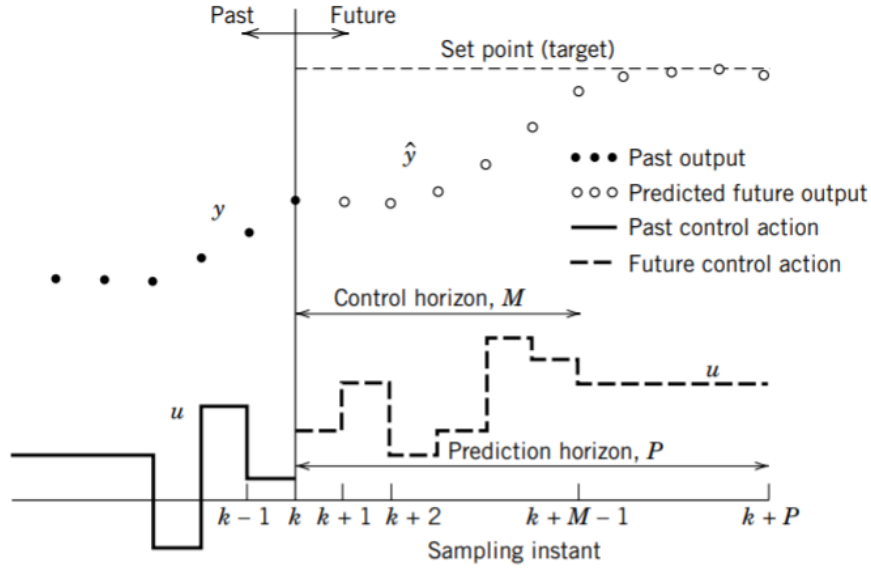 Past
Future
Set point (target)
ŷ
Past output
y
Predicted future output
Past control action
Future control action
Control horizon, M
u
u
Prediction horizon, P
k − 1
k
k + 1
k + 2
k + M − 1
k + P
Sampling instant